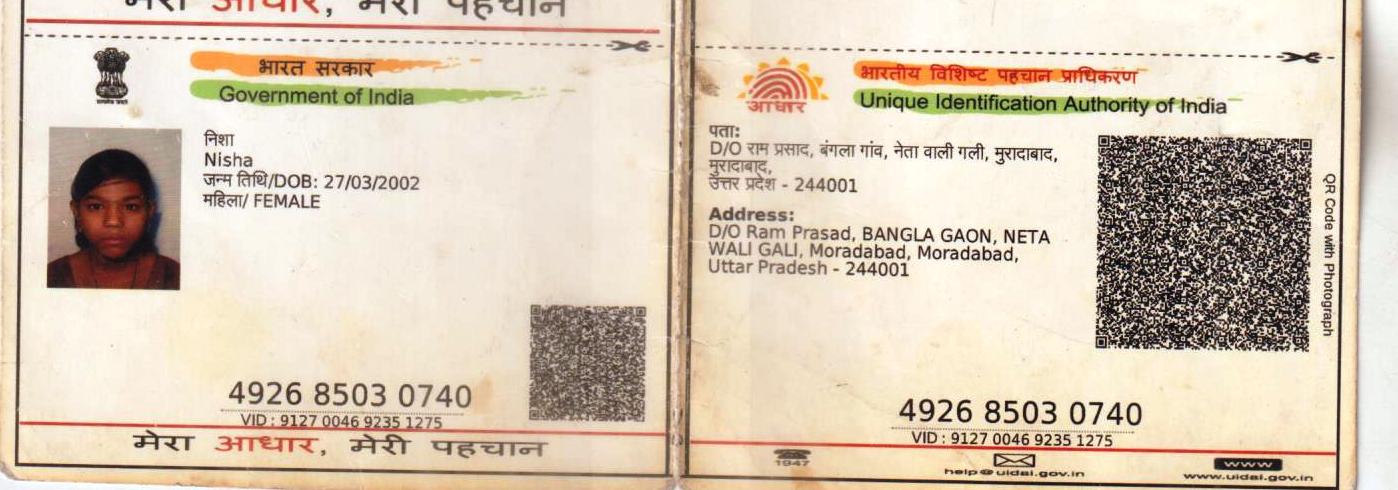 मेरा आधार, मेरी पहचान
भारत सरकार
Government of India
निशा
Nisha
जन्म तिथि/DOB: 27/03/2002
महिला/ FEMALE
4926 8503 0740
VID : 9127 0046 9235 1275
मेरा आधार, मेरी पहचान
आधार
भारतीय विशिष्ट पहचान प्राधिकरण
Unique Identification Authority of India
पता:
D/O राम प्रसाद, बंगला गांव, नेता वाली गली, मुरादाबाद,
मुरादाबाद,
उत्तर प्रदेश - 244001
Address:
D/O Ram Prasad, BANGLA GAON, NETA
WALI GALI, Moradabad, Moradabad,
Uttar Pradesh - 244001
QR Code with Photograph
4926 8503 0740
VID : 9127 0046 9235 1275
1947
help@uidai.gov.in
www
www.uidai.gov.in